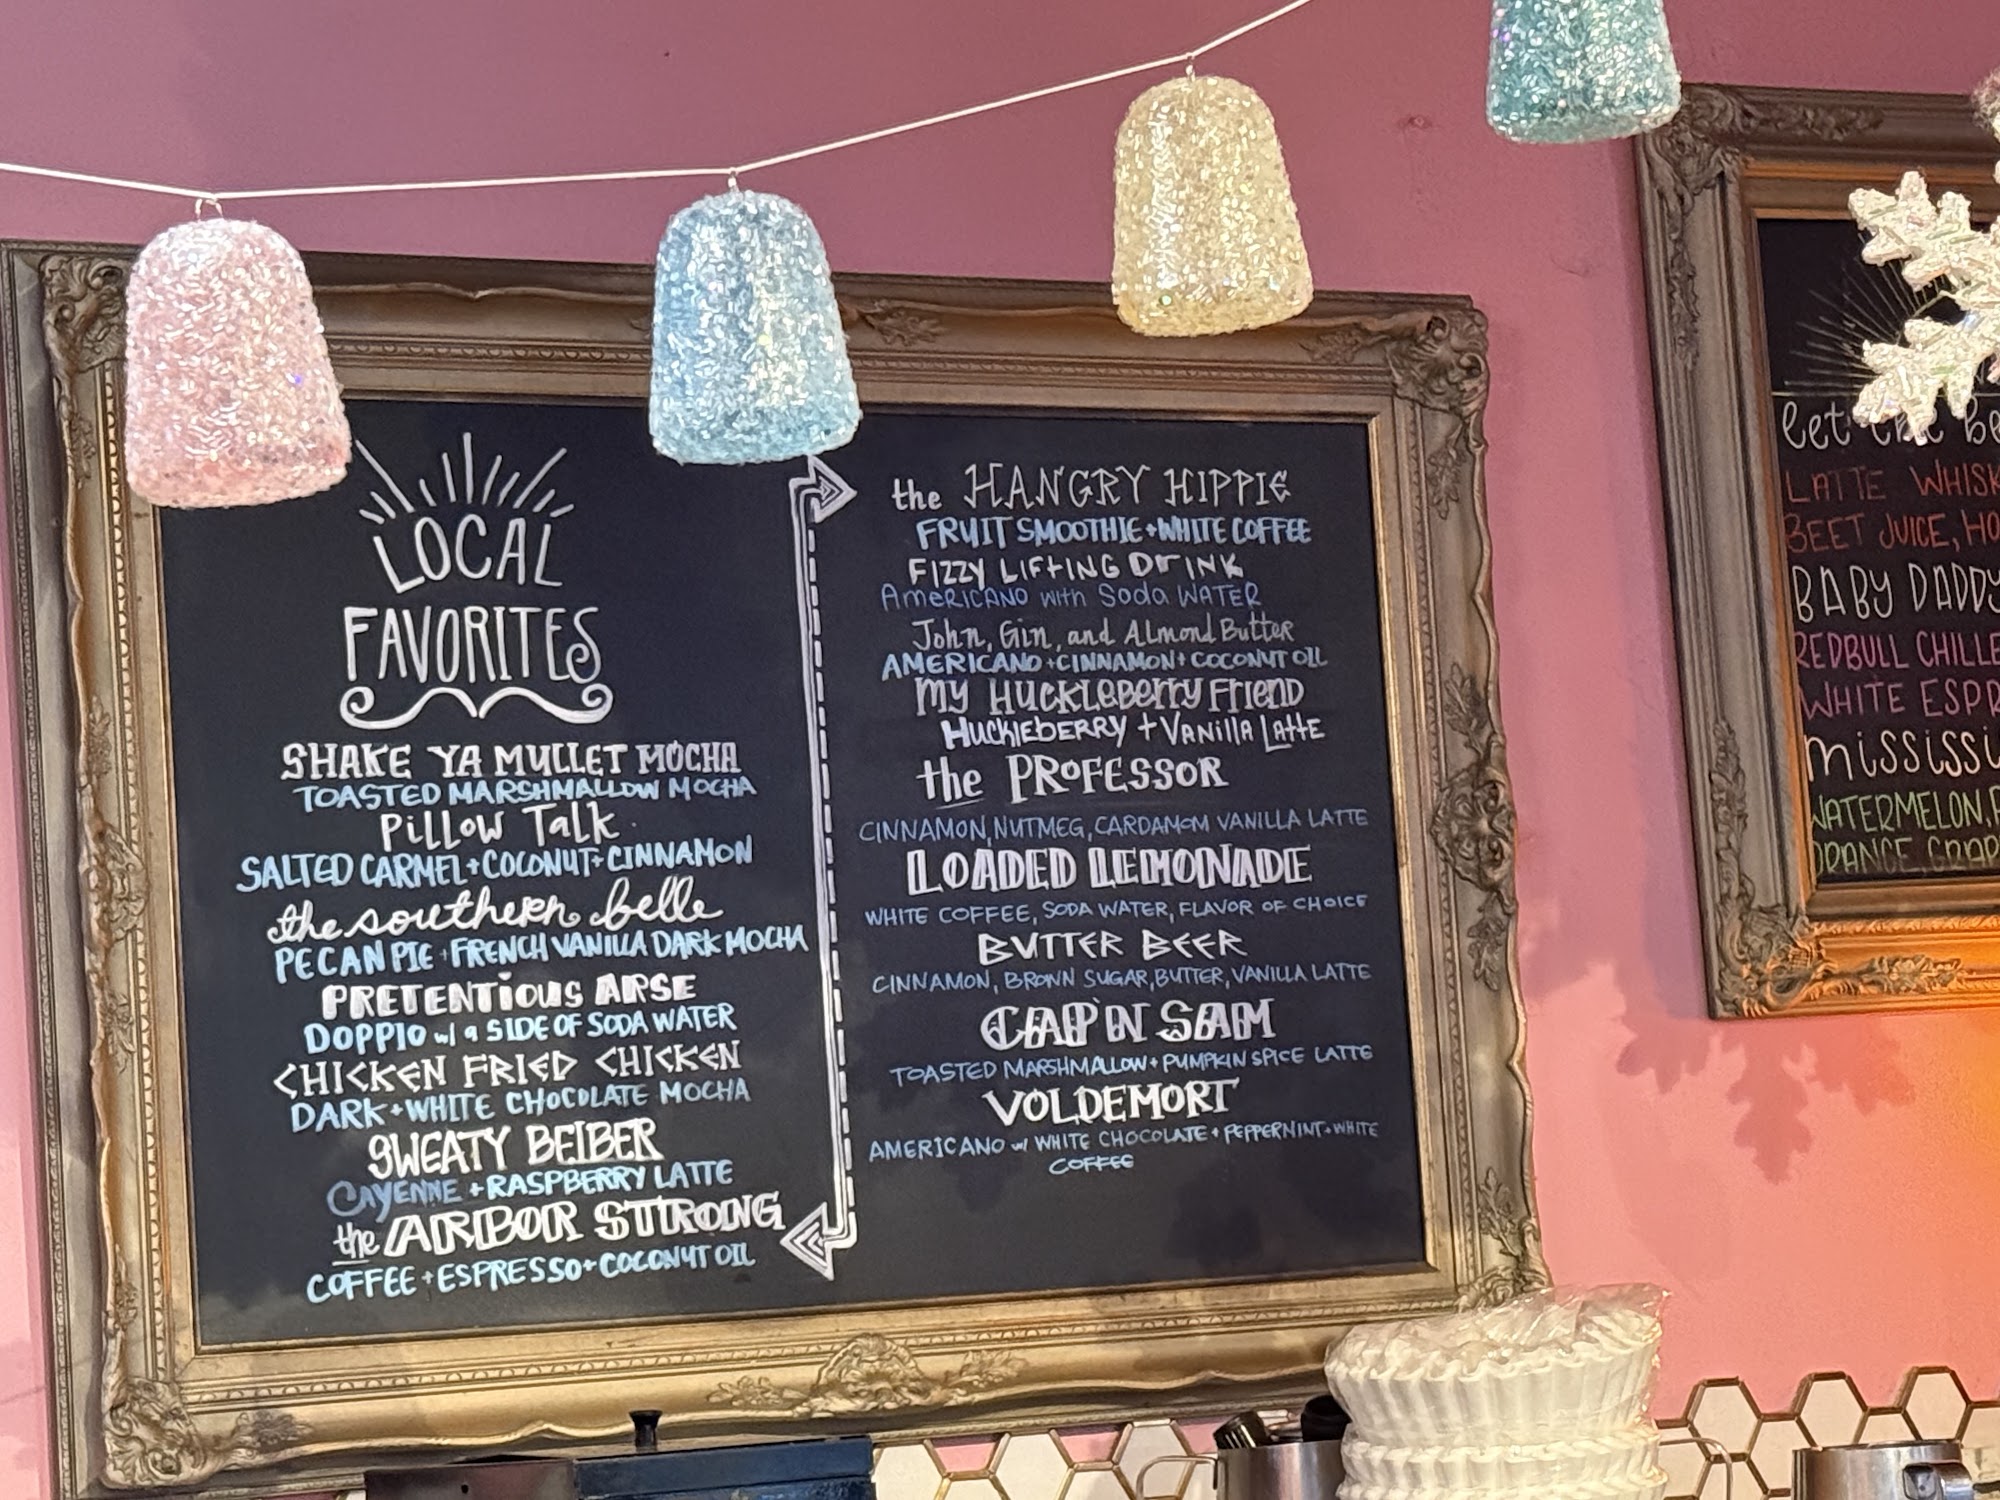 LOCAL
FAVORITES
SHAKE YA MULLET MOCHA
TOASTED MARSHMALLOW MOCHA
PILLOW TALK
SALTED CARMEL + COCONUT + CINNAMON
the southern belle
PECAN PIE + FRENCH VANILLA DARK MOCHA
PRETENTIOUS ARSE
DOPPIO w/ a SIDE OF SODA WATER
CHICKEN FRIED CHICKEN
DARK + WHITE CHOCOLATE MOCHA
SWEATY BEIBER
CAYENNE + RASPBERRY LATTE
the ARBOR STRONG
COFFEE + ESPRESSO + COCONUT OIL
the HANGRY HIPPIE
FRUIT SMOOTHIE + WHITE COFFEE
FIZZY LIFTING DRINK
AMERICANO with Soda WATER
John, Gin, and Almond Butter
AMERICANO + CINNAMON + COCONUT OIL
MY HUCKLEBERRY FRIEND
HUCKLEBERRY + VANILLA LATTE
the PROFESSOR
CINNAMON, NUTMEG, CARDAMOM VANILLA LATTE
LOADED LEMONADE
WHITE COFFEE, SODA WATER, FLAVOR OF CHOICE
BUTTER BEER
CINNAMON, BROWN SUGAR, BUTTER, VANILLA LATTE
CAP'N SAM
TOASTED MARSHMALLOW + PUMPKIN SPICE LATTE
VOLDEMORT
AMERICANO w/ WHITE CHOCOLATE + PEPPERNINT + WHITE
COFFEE
let the
LATTE
BEET JUICE,
BABY DADDY
REDBULL
WHITE
WATERMELON,